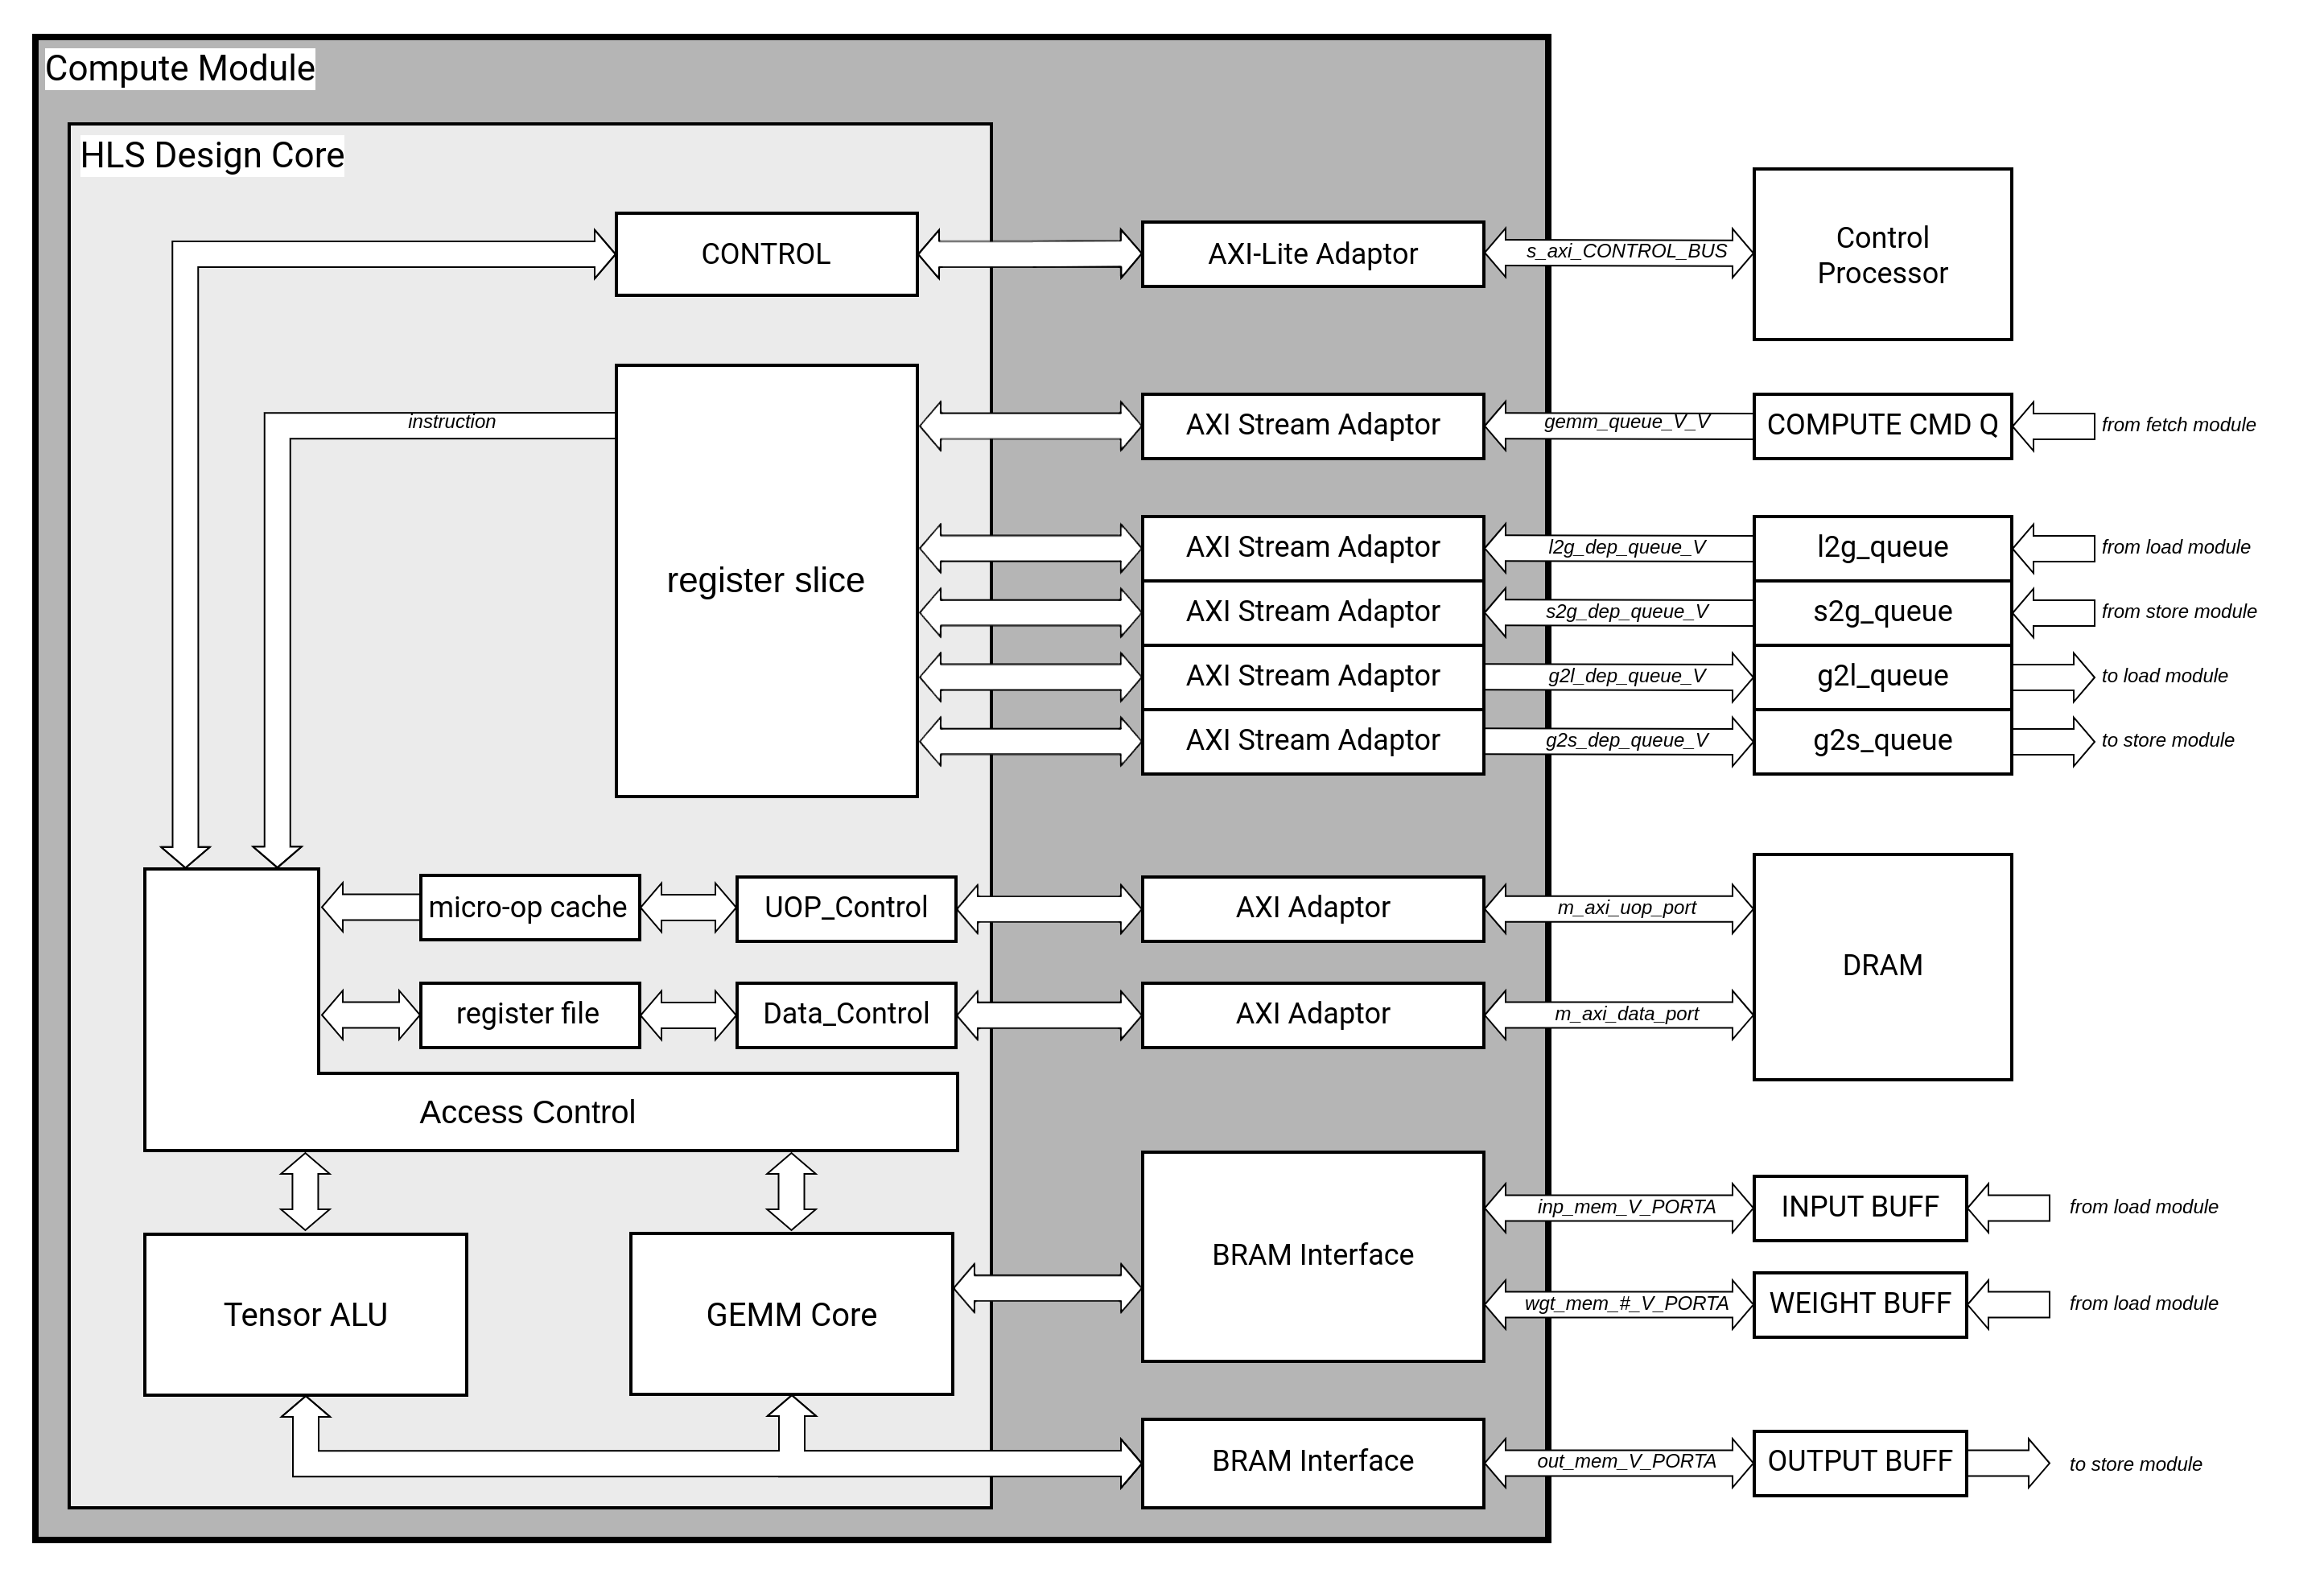 Compute Module
HLS Design Core
CONTROL
AXI-Lite Adaptor
s_axi_CONTROL_BUS
Control
Processor
instruction
register slice
AXI Stream Adaptor
gemm_queue_V_V
COMPUTE CMD Q
from fetch module
AXI Stream Adaptor
l2g_dep_queue_V
l2g_queue
from load module
AXI Stream Adaptor
s2g_dep_queue_V
s2g_queue
from store module
AXI Stream Adaptor
g2l_dep_queue_V
g2l_queue
to load module
AXI Stream Adaptor
g2s_dep_queue_V
g2s_queue
to store module
micro-op cache
UOP_Control
AXI Adaptor
m_axi_uop_port
DRAM
register file
Data_Control
AXI Adaptor
m_axi_data_port
Access Control
Tensor ALU
GEMM Core
BRAM Interface
inp_mem_V_PORTA
INPUT BUFF
from load module
wgt_mem_#_V_PORTA
WEIGHT BUFF
from load module
BRAM Interface
out_mem_V_PORTA
OUTPUT BUFF
to store module